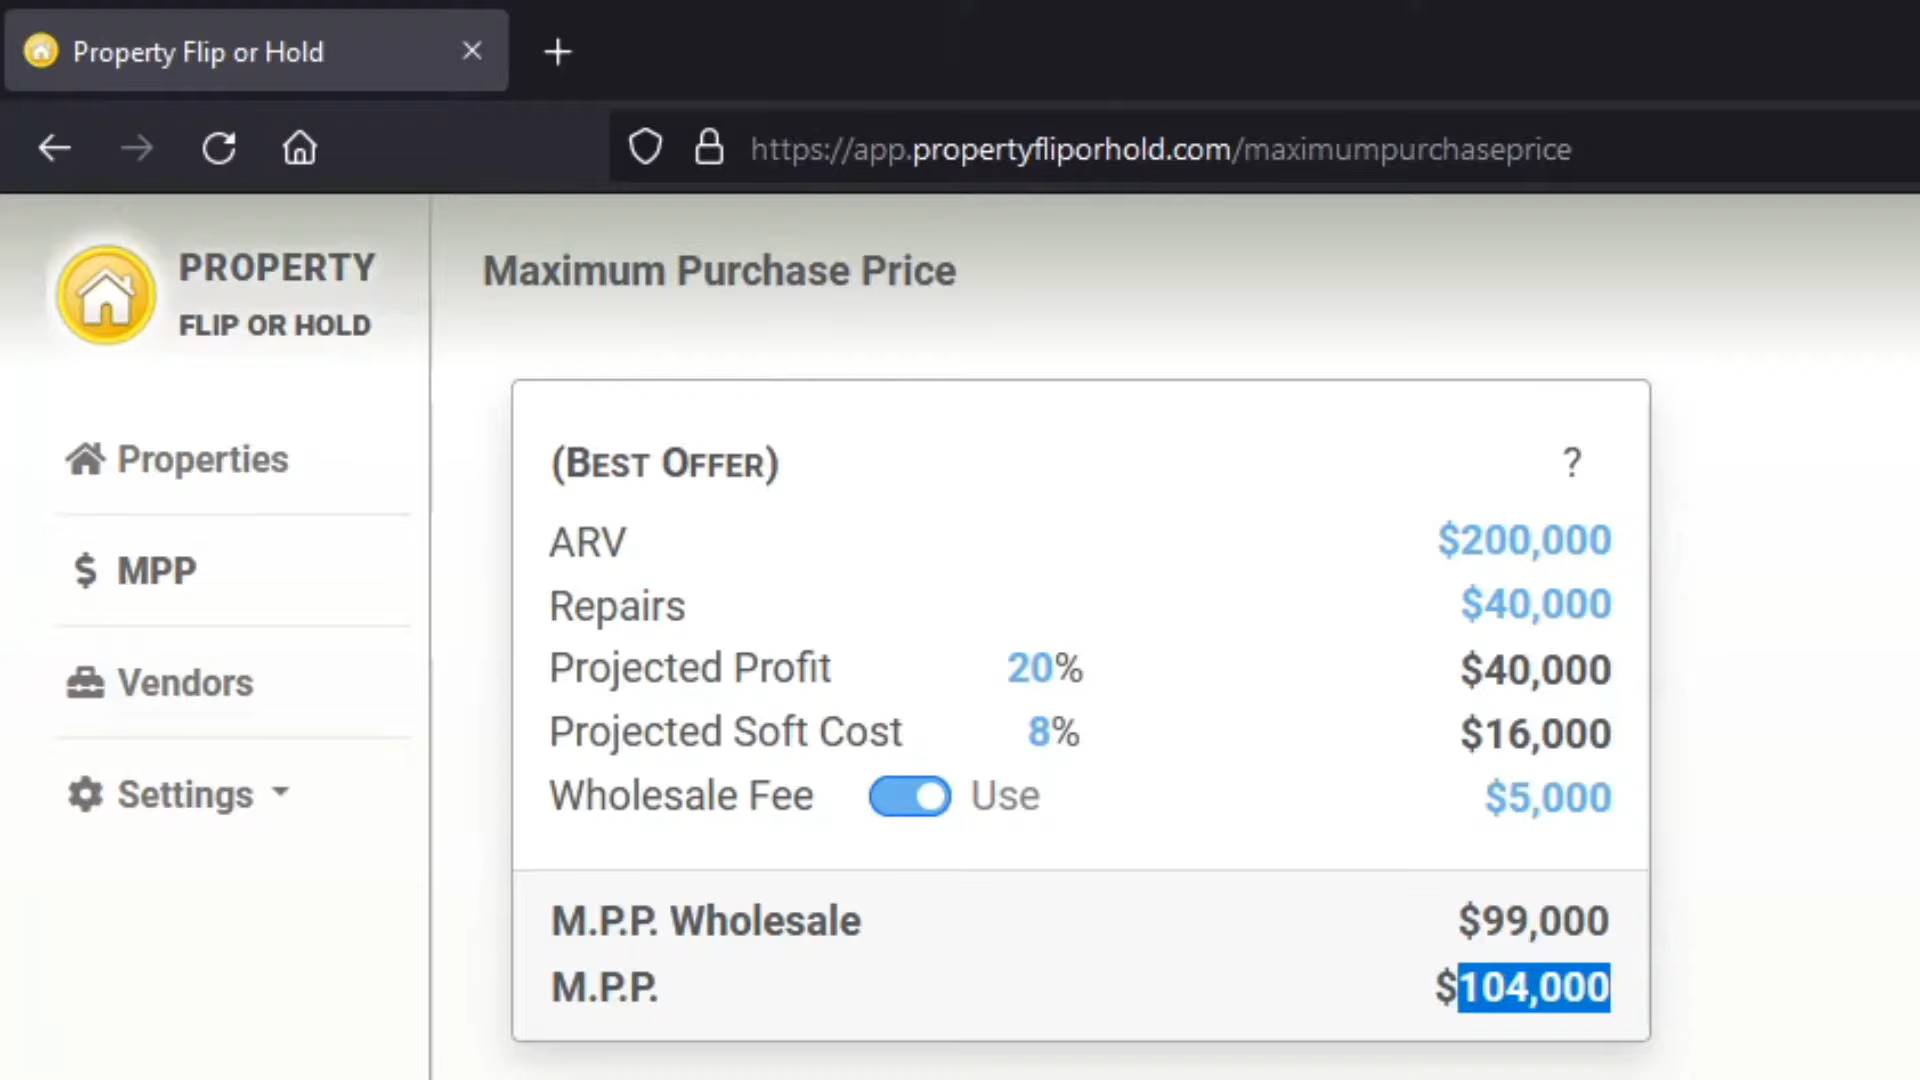 Property Flip or Hold
https://app.propertyfliporhold.com/maximumpurchaseprice
PROPERTY
FLIP OR HOLD
Maximum Purchase Price
Properties
$ MPP
Vendors
Settings
(BEST OFFER) ?
ARV $200,000
Repairs $40,000
Projected Profit 20% $40,000
Projected Soft Cost 8% $16,000
Wholesale Fee Use $5,000
M.P.P. Wholesale $99,000
M.P.P. $104,000